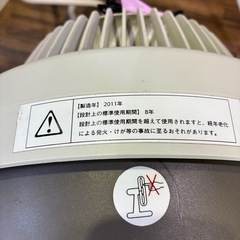 【製造年】 2011年
【設計上の標準使用期間】 8年
設計上の標準使用期間を超えて使用されますと、経年劣化
による発火・けが等の事故に至るおそれがあります。